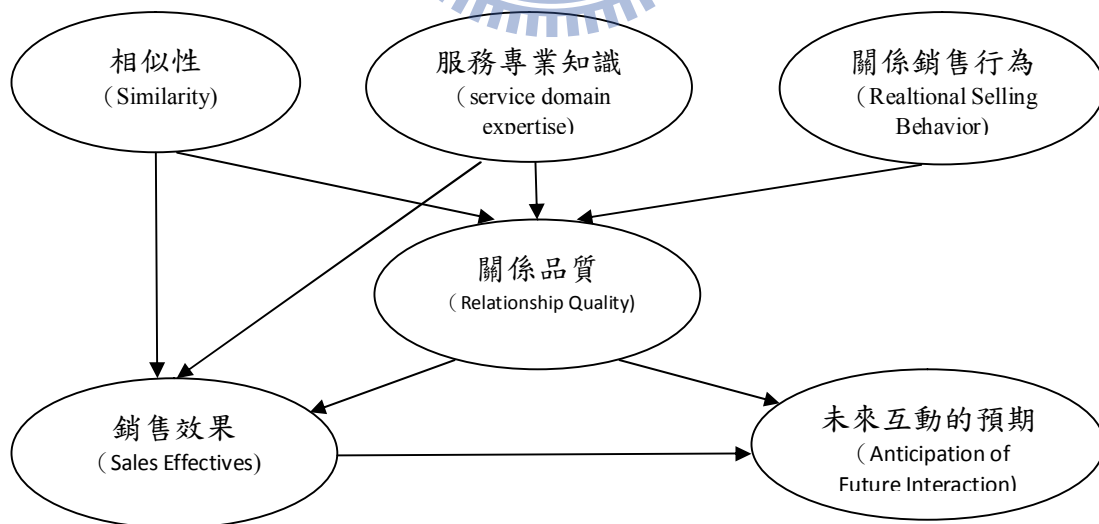 相似性
（Similarity)
服務專業知識
（service domain
expertise)
關係銷售行為
（Realtional Selling
Behavior)
關係品質
（Relationship Quality)
銷售效果
（Sales Effectives)
未來互動的預期
（Anticipation of
Future Interaction)